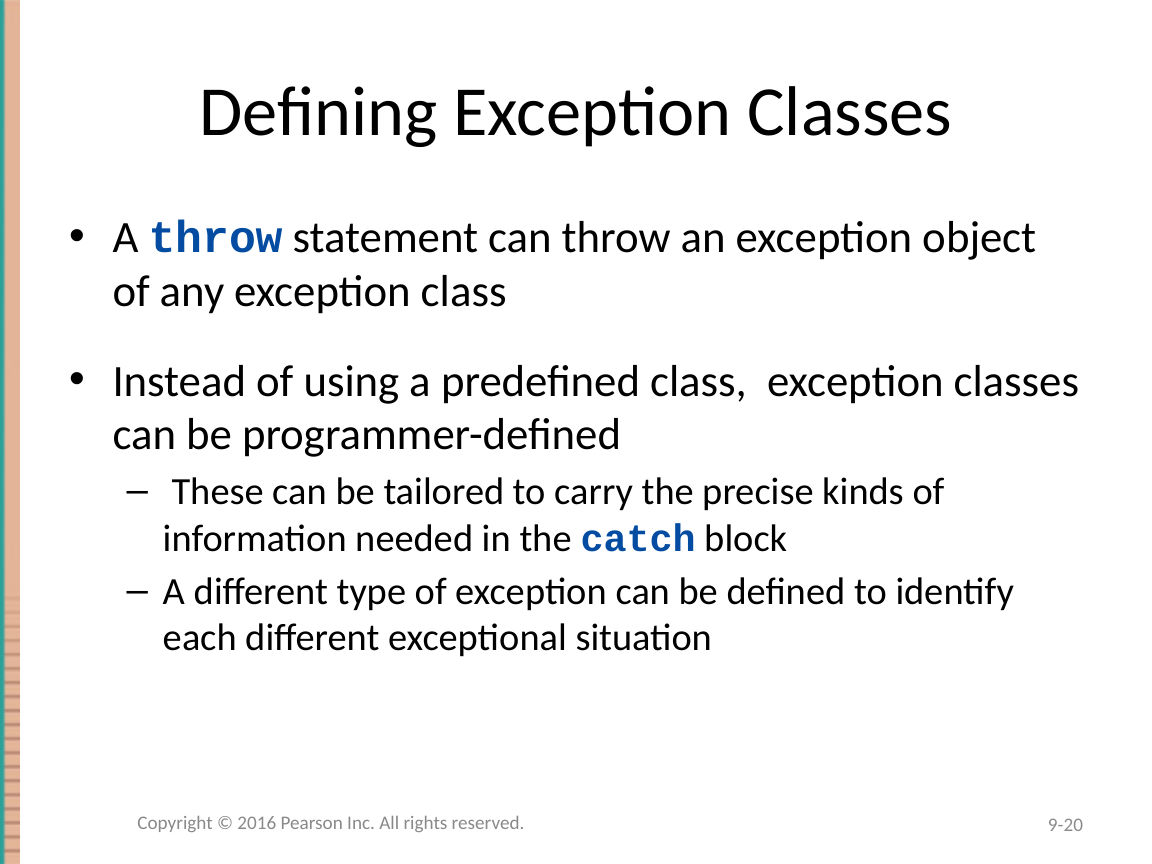 Defining Exception Classes
• A throw statement can throw an exception object
of any exception class
• Instead of using a predefined class,  exception classes
can be programmer-defined
–  These can be tailored to carry the precise kinds of
information needed in the catch block
– A different type of exception can be defined to identify
each different exceptional situation
Copyright © 2016 Pearson Inc. All rights reserved.
9-20